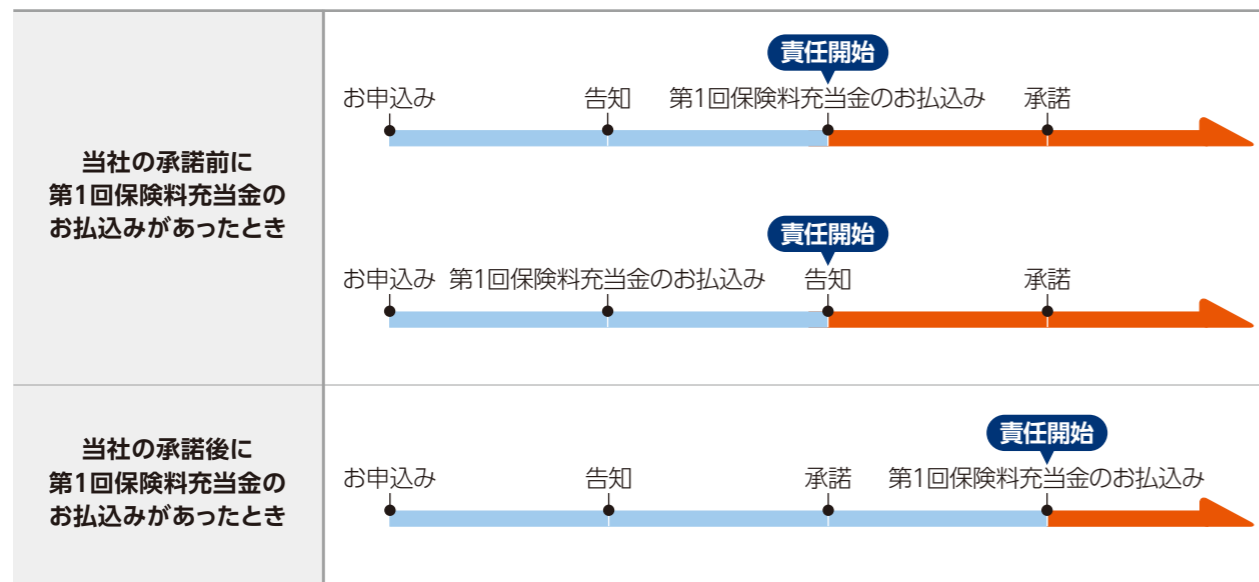 当社の承諾前に
第1回保険料充当金の
お払込みがあったとき
責任開始
お申込み 告知 第1回保険料充当金のお払込み 承諾
責任開始
お申込み 第1回保険料充当金のお払込み 告知 承諾
当社の承諾後に
第1回保険料充当金の
お払込みがあったとき
責任開始
お申込み 告知 承諾 第1回保険料充当金のお払込み